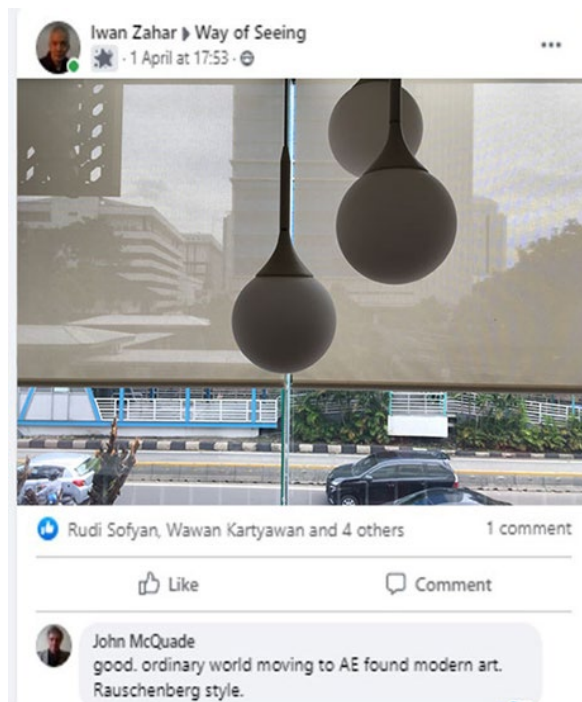 Iwan Zahar ▸ Way of Seeing
· 1 April at 17:53 ·
Rudi Sofyan, Wawan Kartyawan and 4 others 1 comment
Like Comment
John McQuade
good. ordinary world moving to AE found modern art.
Rauschenberg style.